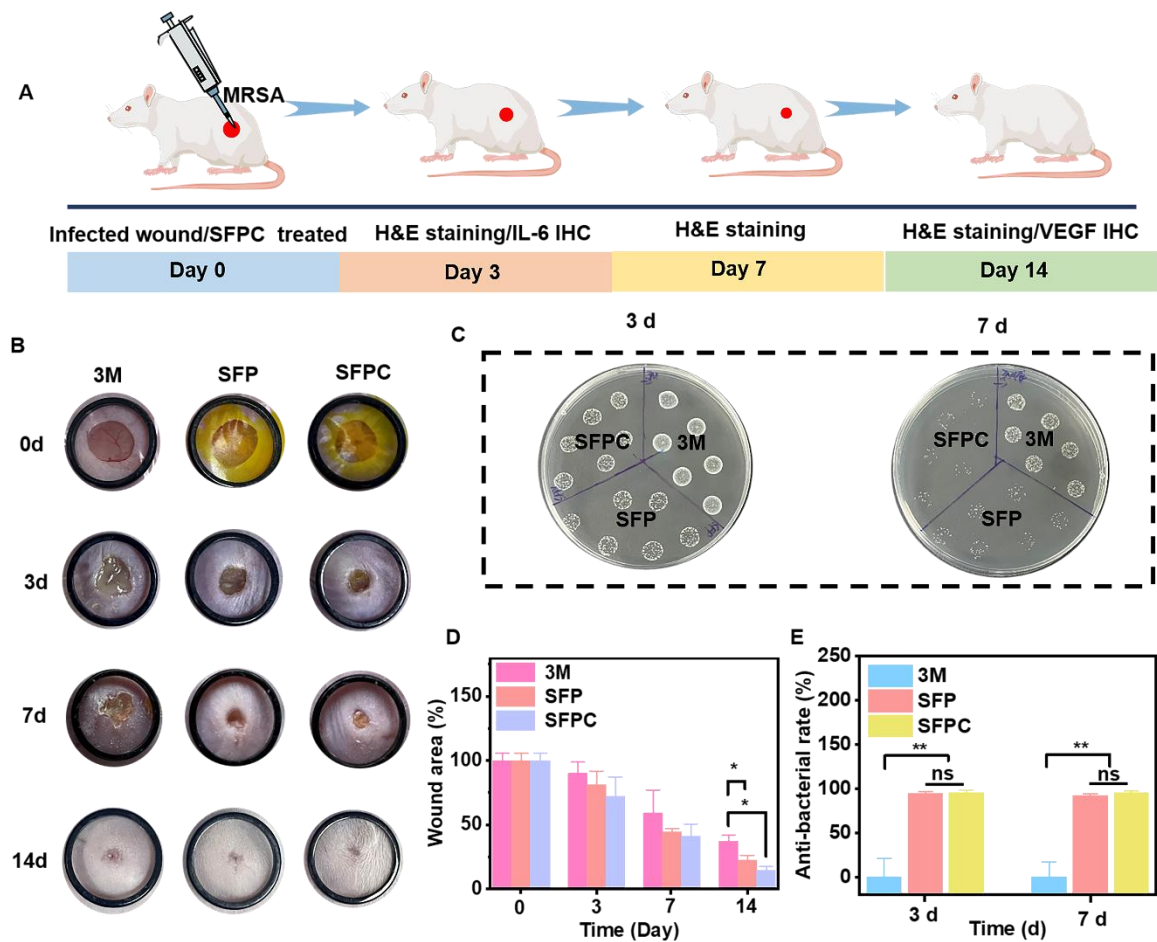 A
MRSA
Infected wound/SFPC treated
H&E staining/IL-6 IHC
H&E staining
H&E staining/VEGF IHC
Day 0
Day 3
Day 7
Day 14
B
3M
SFP
SFPC
0d
3d
7d
14d
C
3 d
7 d
SFPC
3M
SFP
SFPC
3M
SFP
D
Wound area (%)
150
100
50
0
3M
SFP
SFPC
*
*
0
3
7
14
Time (Day)
E
Anti-bacterial rate (%)
250
200
150
100
50
0
3M
SFP
SFPC
**
ns
**
ns
3 d
7 d
Time (d)